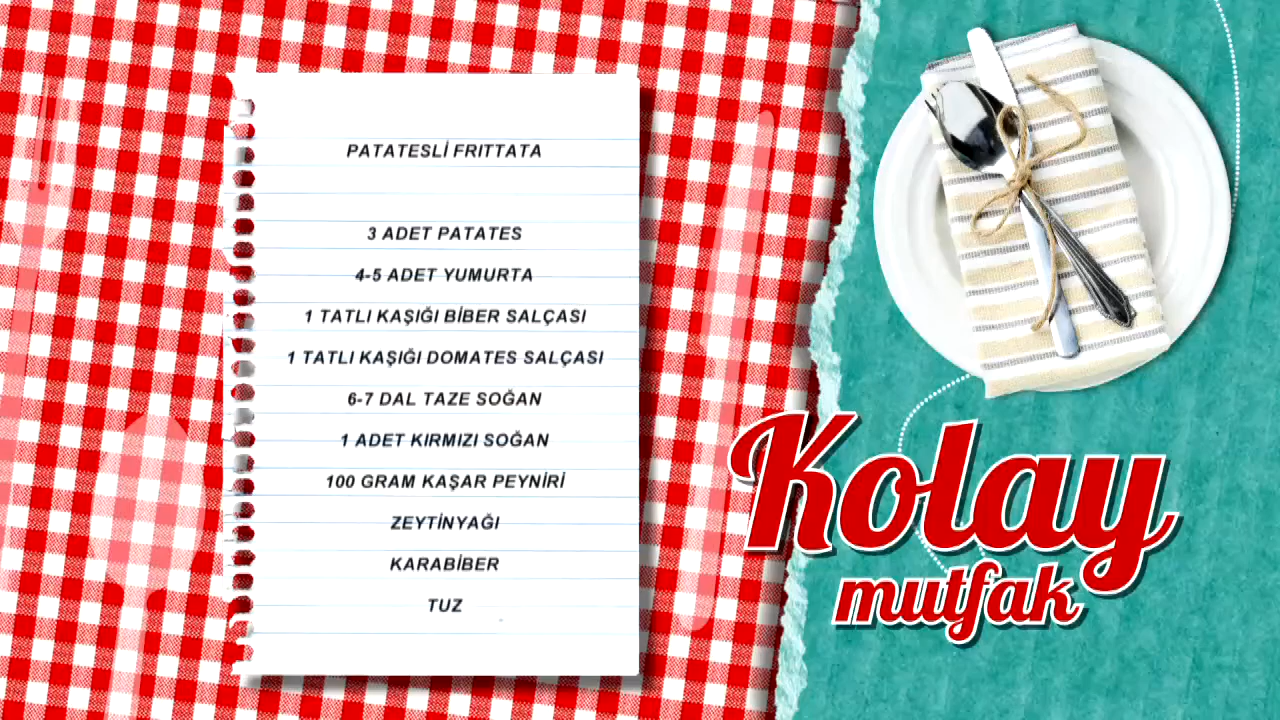 PATATESLİ FRITTATA
3 ADET PATATES
4-5 ADET YUMURTA
1 TATLI KAŞIĞI BİBER SALÇASI
1 TATLI KAŞIĞI DOMATES SALÇASI
6-7 DAL TAZE SOĞAN
1 ADET KIRMIZI SOĞAN
100 GRAM KAŞAR PEYNİRİ
ZEYTİNYAĞI
KARABİBER
TUZ
Kolay
mutfak